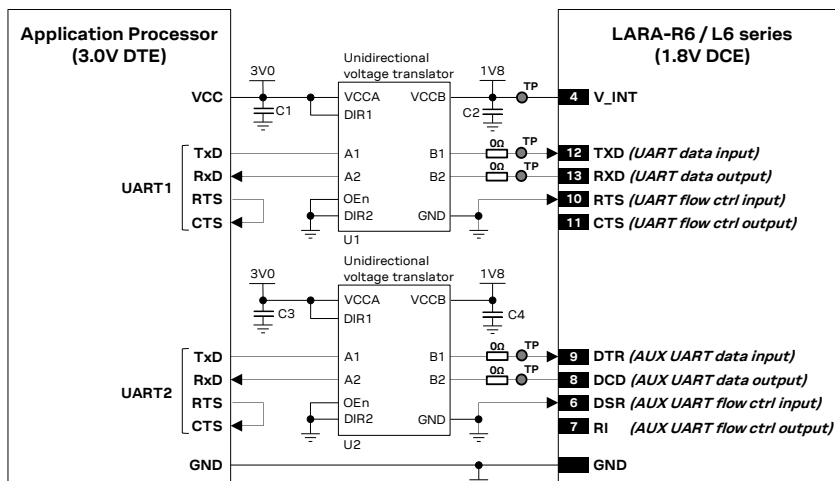 Application Processor
(3.0V DTE)
LARA-R6 / L6 series
(1.8V DCE)
Unidirectional
voltage translator
3V0
1V8
TP
VCC
VCCA
VCCB
4 V_INT
C1
DIR1
C2
0Ω TP
TxD
A1
B1
12 TXD (UART data input)
0Ω TP
UART1
RxD
A2
B2
13 RXD (UART data output)
RTS
OEn
10 RTS (UART flow ctrl input)
CTS
DIR2
GND
11 CTS (UART flow ctrl output)
U1
Unidirectional
voltage translator
3V0
1V8
VCCA
VCCB
C3
DIR1
C4
0Ω TP
TxD
A1
B1
9 DTR (AUX UART data input)
0Ω TP
UART2
RxD
A2
B2
8 DCD (AUX UART data output)
RTS
OEn
6 DSR (AUX UART flow ctrl input)
CTS
DIR2
GND
7 RI (AUX UART flow ctrl output)
U2
GND
GND